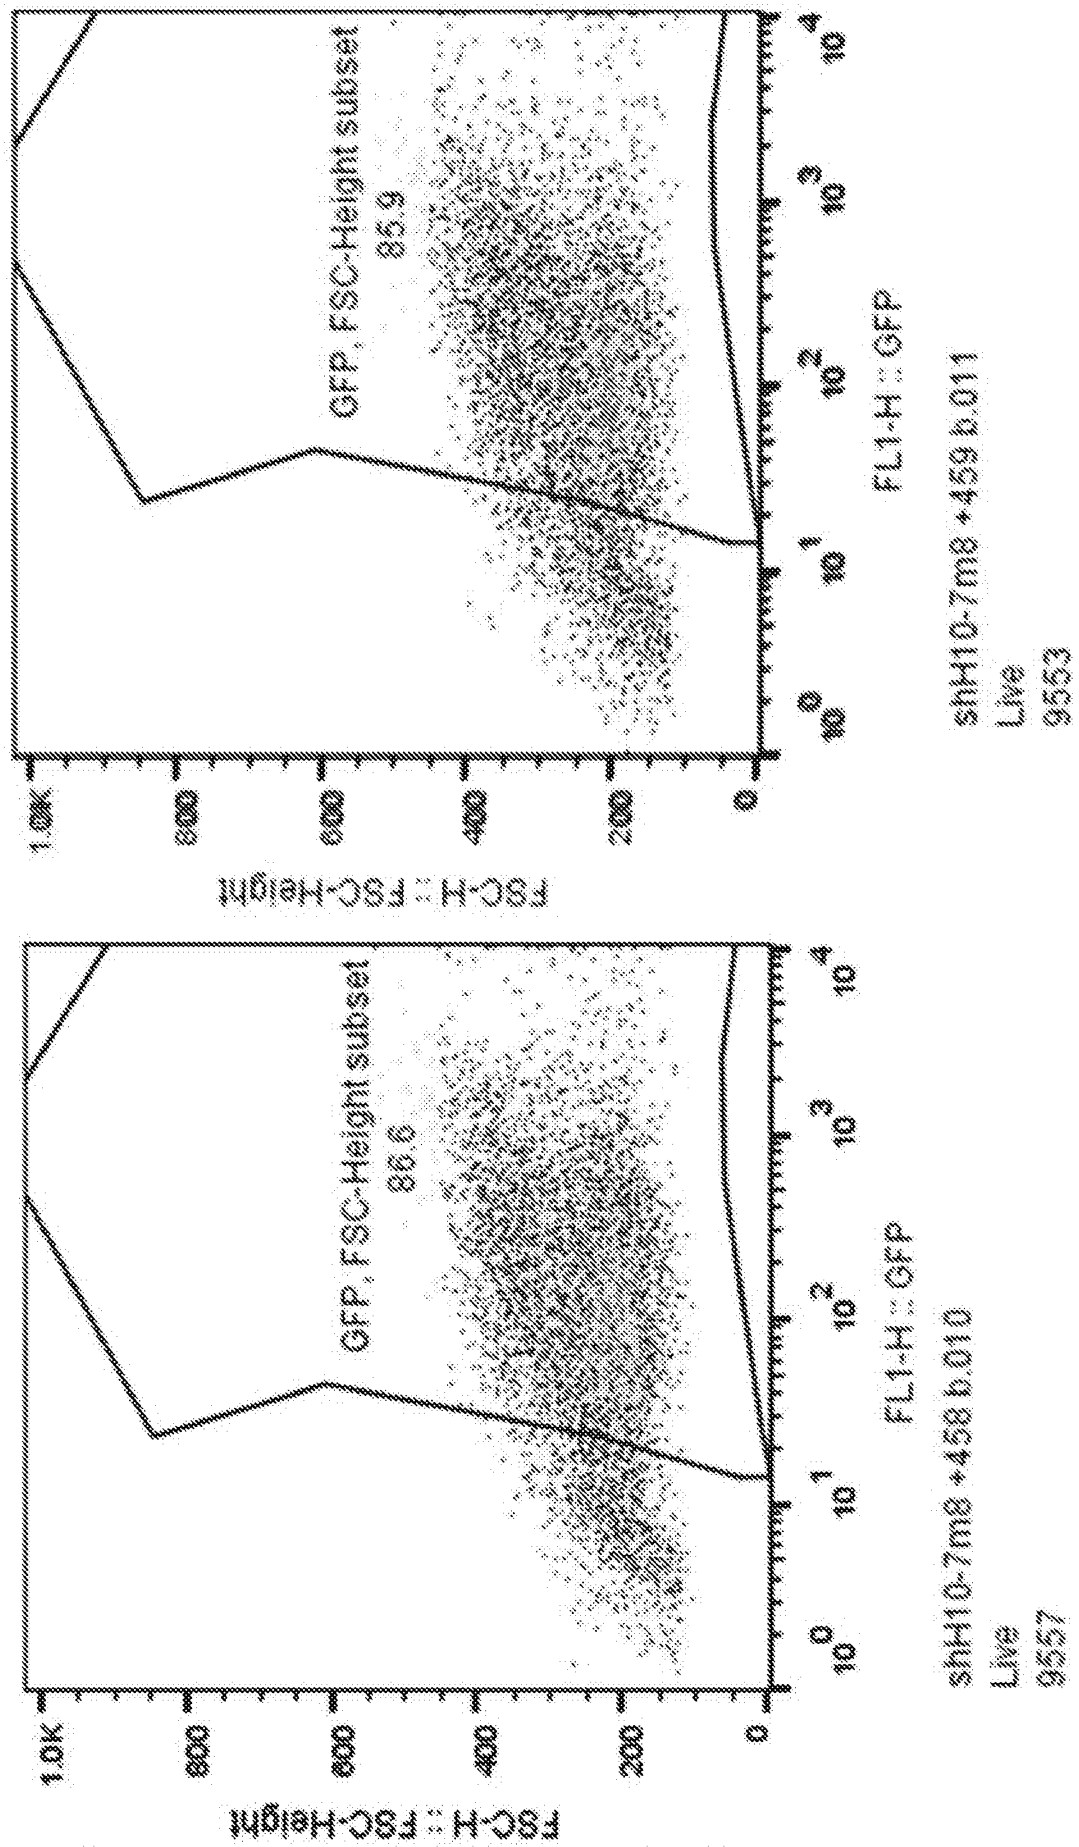 FSC-H :: FSC-Height
1.0K
800
600
400
200
0
GFP, FSC-Height subset
86.6
10^0
10^1
10^2
10^3
10^4
FL1-H :: GFP
shH10-7m8 +458 b.010
Live
9557
FSC-H :: FSC-Height
1.0K
800
600
400
200
0
GFP, FSC-Height subset
85.9
10^0
10^1
10^2
10^3
10^4
FL1-H :: GFP
shH10-7m8 +459 b.011
Live
9553